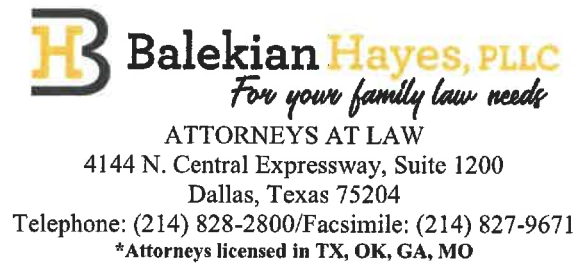 HB Balekian Hayes, PLLC
For your family law needs
ATTORNEYS AT LAW
4144 N. Central Expressway, Suite 1200
Dallas, Texas 75204
Telephone: (214) 828-2800/Facsimile: (214) 827-9671
*Attorneys licensed in TX, OK, GA, MO